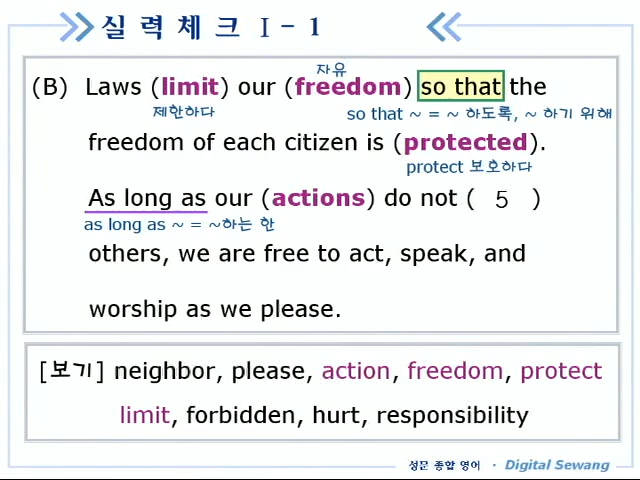 실력체크 I - 1
자유
(B) Laws (limit) our (freedom) so that the
제한하다 so that ~ = ~ 하도록, ~ 하기 위해
freedom of each citizen is (protected).
protect 보호하다
As long as our (actions) do not ( 5 )
as long as ~ = ~하는 한
others, we are free to act, speak, and
worship as we please.
[보기] neighbor, please, action, freedom, protect
limit, forbidden, hurt, responsibility
성문 종합 영어 · Digital Sewang